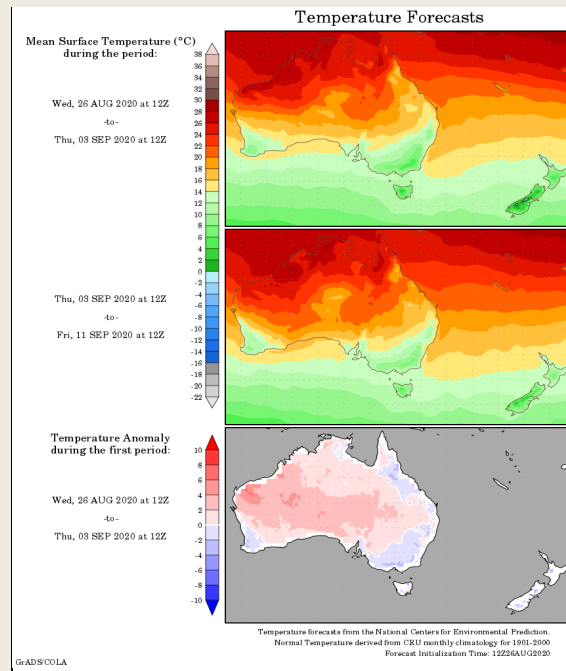 Temperature Forecasts
Mean Surface Temperature (°C)
during the period:
Wed, 26 AUG 2020 at 12Z
-to-
Thu, 03 SEP 2020 at 12Z
38
36
34
32
30
28
26
24
22
20
18
16
14
12
10
8
6
4
2
0
-2
-4
-6
-8
-10
-12
-14
-16
-18
-20
-22
Thu, 03 SEP 2020 at 12Z
-to-
Fri, 11 SEP 2020 at 12Z
Temperature Anomaly
during the first period:
Wed, 26 AUG 2020 at 12Z
-to-
Thu, 03 SEP 2020 at 12Z
10
8
6
4
2
0
-2
-4
-6
-8
-10
Temperature forecasts from the National Centers for Environmental Prediction.
Normal Temperature derived from CRU monthly climatology for 1901-2000
Forecast Initialization Time: 12Z26AUG2020
GrADS/COLA